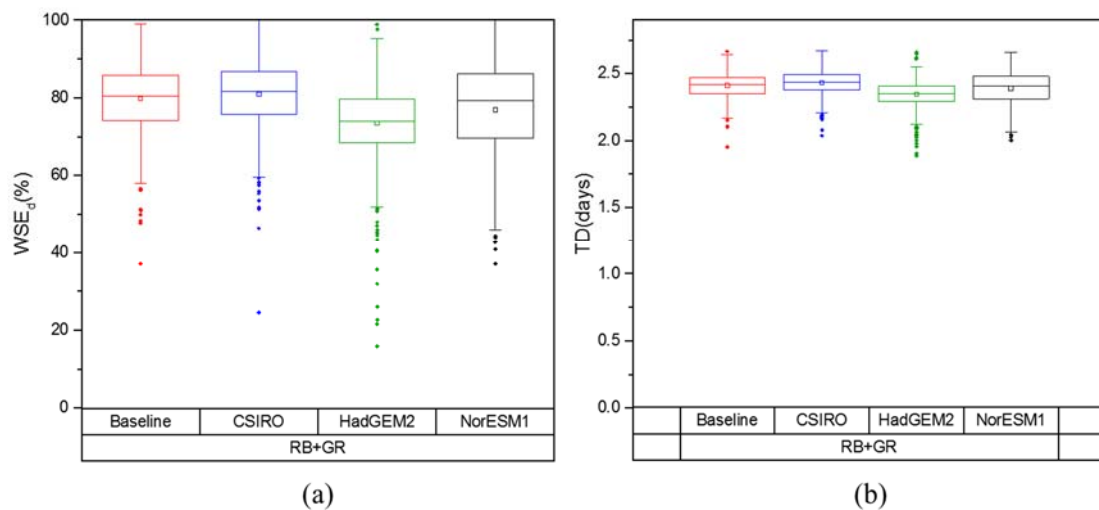 100
80
60
40
20
0
WSEd(%)
Baseline CSIRO HadGEM2 NorESM1
RB+GR
(a)
2.5
2.0
1.5
1.0
0.5
0.0
TD(days)
Baseline CSIRO HadGEM2 NorESM1
RB+GR
(b)